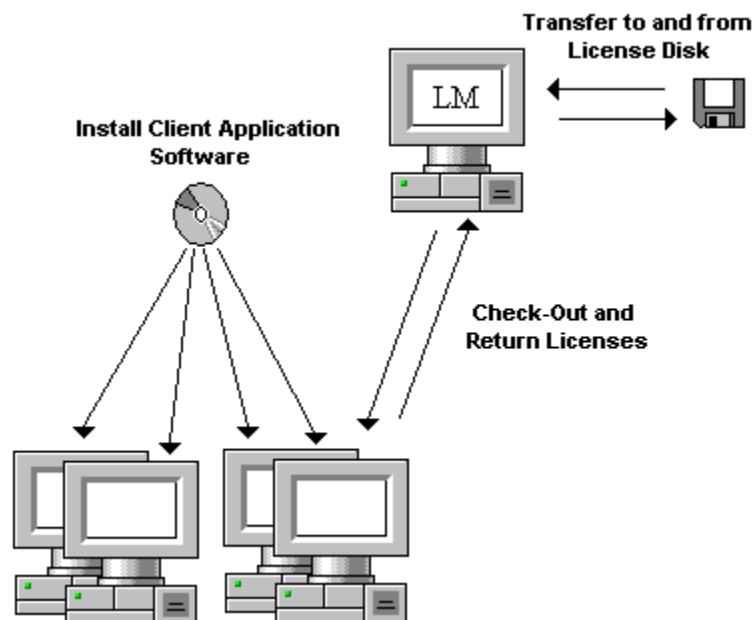 Transfer to and from
License Disk
LM
Install Client Application
Software
Check-Out and
Return Licenses